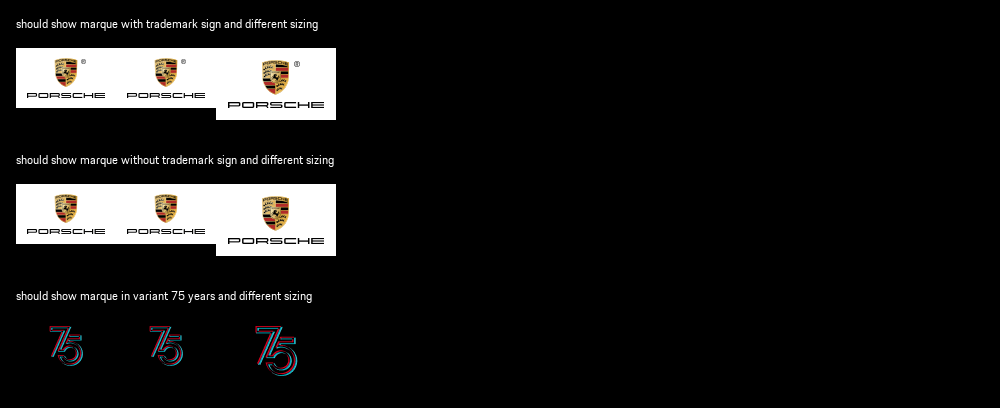 should show marque with trademark sign and different sizing
® ® ®
PORSCHE PORSCHE PORSCHE
should show marque without trademark sign and different sizing
PORSCHE PORSCHE PORSCHE
should show marque in variant 75 years and different sizing
75 75 75